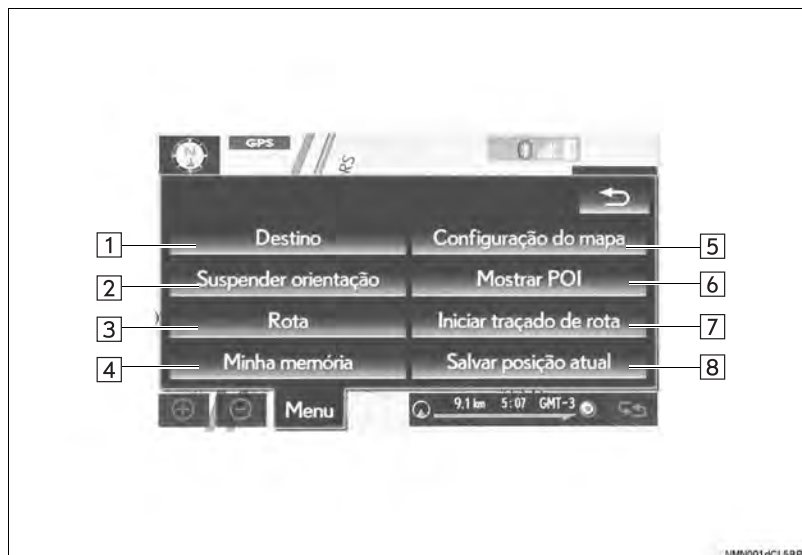 GPS
RS
1 Destino Configuração do mapa 5
2 Suspender orientação Mostrar POI 6
3 Rota Iniciar traçado de rota 7
4 Minha memória Salvar posição atual 8
Menu 9.1 km 5:07 GMT-3